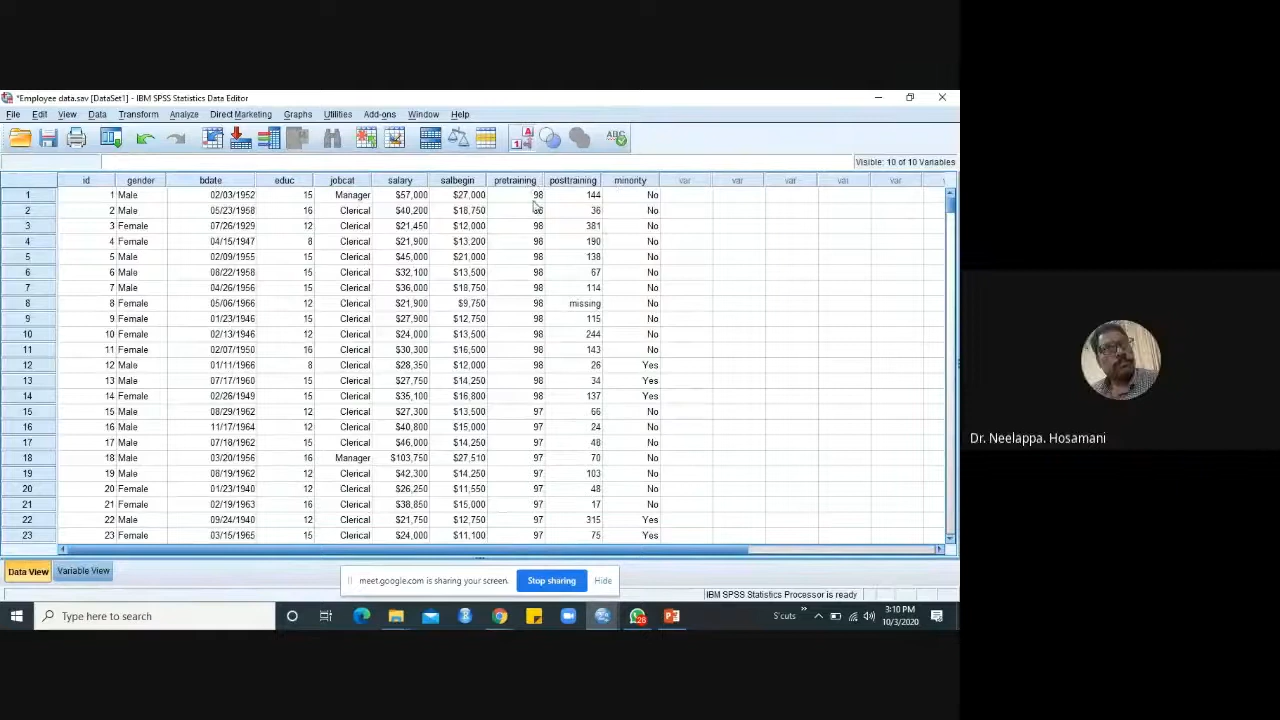 *Employee data.sav [DataSet1] - IBM SPSS Statistics Data Editor
File Edit View Data Transform Analyze Direct Marketing Graphs Utilities Add-ons Window Help
Visible: 10 of 10 Variables
id gender bdate educ jobcat salary salbegin pretraining posttraining minority var var var var var
1 1 Male 02/03/1952 15 Manager $57,000 $27,000 98 144 No
2 2 Male 05/23/1958 16 Clerical $40,200 $18,750 36 No
3 3 Female 07/26/1929 12 Clerical $21,450 $12,000 98 381 No
4 4 Female 04/15/1947 8 Clerical $21,900 $13,200 98 190 No
5 5 Male 02/09/1955 15 Clerical $45,000 $21,000 98 138 No
6 6 Male 08/22/1958 15 Clerical $32,100 $13,500 98 67 No
7 7 Male 04/26/1956 15 Clerical $36,000 $18,750 98 114 No
8 8 Female 05/06/1966 12 Clerical $21,900 $9,750 98 missing No
9 9 Female 01/23/1946 15 Clerical $27,900 $12,750 98 115 No
10 10 Female 02/13/1946 12 Clerical $24,000 $13,500 98 244 No
11 11 Female 02/07/1950 16 Clerical $30,300 $16,500 98 143 No
12 12 Male 01/11/1966 8 Clerical $28,350 $12,000 98 26 Yes
13 13 Male 07/17/1960 15 Clerical $27,750 $14,250 98 34 Yes
14 14 Female 02/26/1949 15 Clerical $35,100 $16,800 98 137 Yes
15 15 Male 08/29/1962 12 Clerical $27,300 $13,500 97 66 No
16 16 Male 11/17/1964 12 Clerical $40,800 $15,000 97 24 No
17 17 Male 07/18/1962 15 Clerical $46,000 $14,250 97 48 No
18 18 Male 03/20/1956 16 Manager $103,750 $27,510 97 70 No
19 19 Male 08/19/1962 12 Clerical $42,300 $14,250 97 103 No
20 20 Female 01/23/1940 12 Clerical $26,250 $11,550 97 48 No
21 21 Female 02/19/1963 16 Clerical $38,850 $15,000 97 17 No
22 22 Male 09/24/1940 12 Clerical $21,750 $12,750 97 315 Yes
23 23 Female 03/15/1965 15 Clerical $24,000 $11,100 97 75 Yes
Data View Variable View
meet.google.com is sharing your screen. Stop sharing Hide
IBM SPSS Statistics Processor is ready
Type here to search
S'cuts
3:10 PM
10/3/2020
Dr. Neelappa. Hosamani